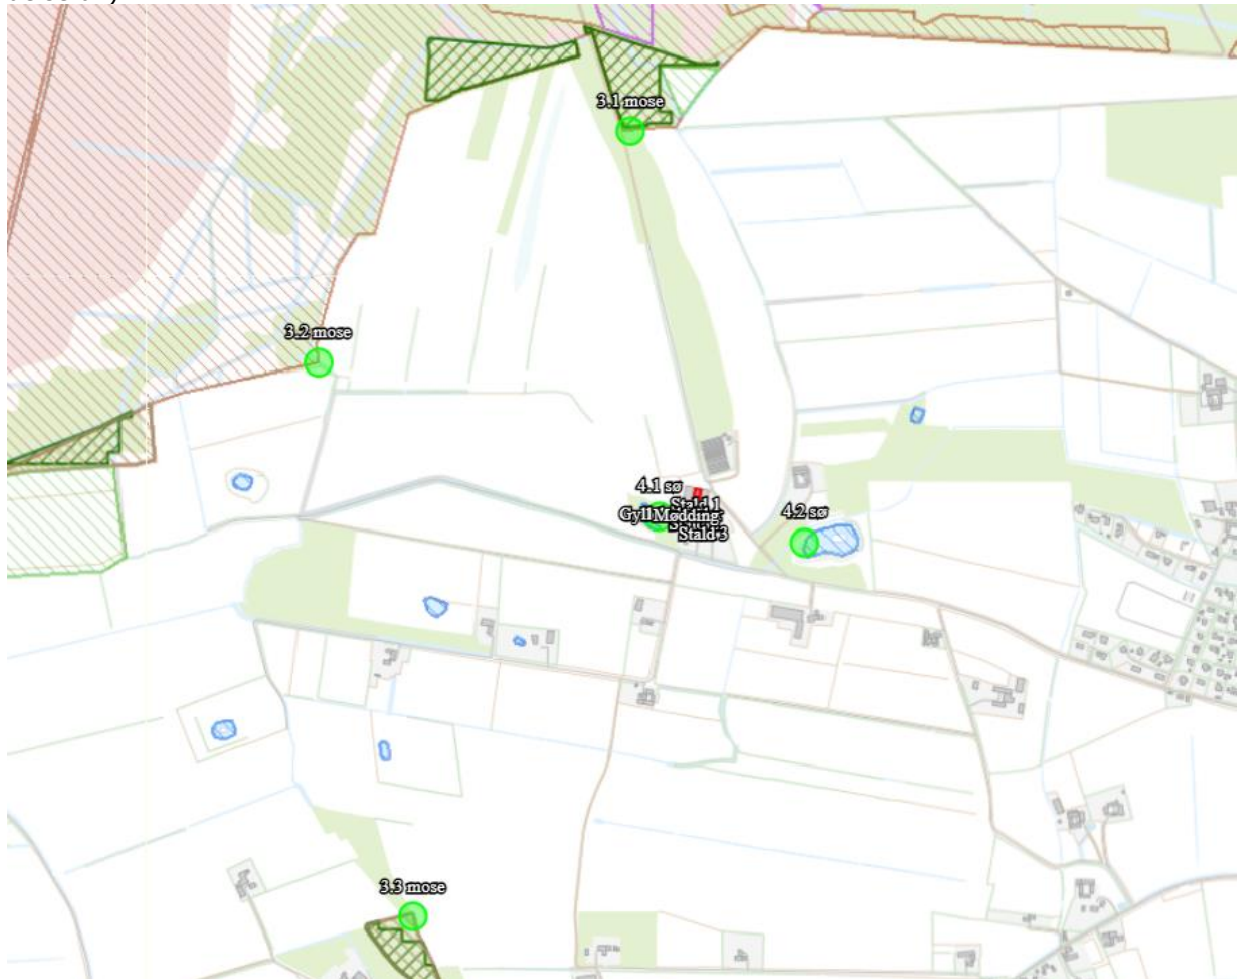 3.1 mose
3.2 mose
4.1 sø
Stald 1
Gyll Mødding
4.2 sø
Stald 3
3.3 mose